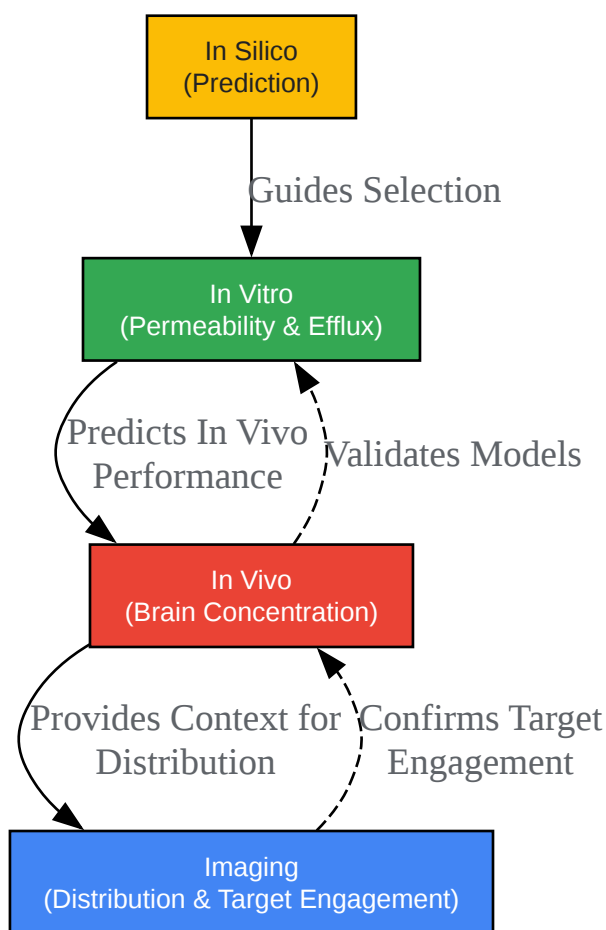 In Silico
(Prediction)
Guides Selection
In Vitro
(Permeability & Efflux)
Predicts In Vivo
Performance
Validates Models
In Vivo
(Brain Concentration)
Provides Context for
Distribution
Confirms Target
Engagement
Imaging
(Distribution & Target Engagement)